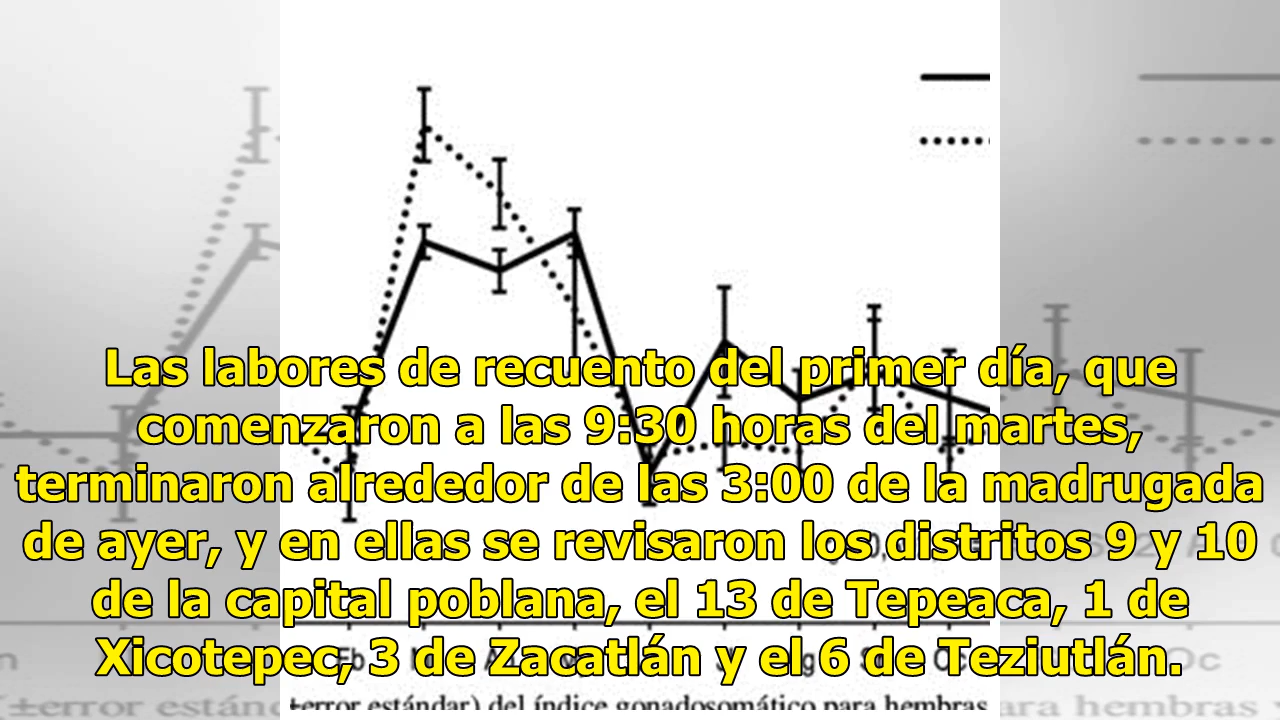 Las labores de recuento del primer día, que
comenzaron a las 9:30 horas del martes,
terminaron alrededor de las 3:00 de la madrugada
de ayer, y en ellas se revisaron los distritos 9 y 10
de la capital poblana, el 13 de Tepeaca, 1 de
Xicotepec, 3 de Zacatlán y el 6 de Teziutlán.
±error estándar) del índice gonadosomático para hembras